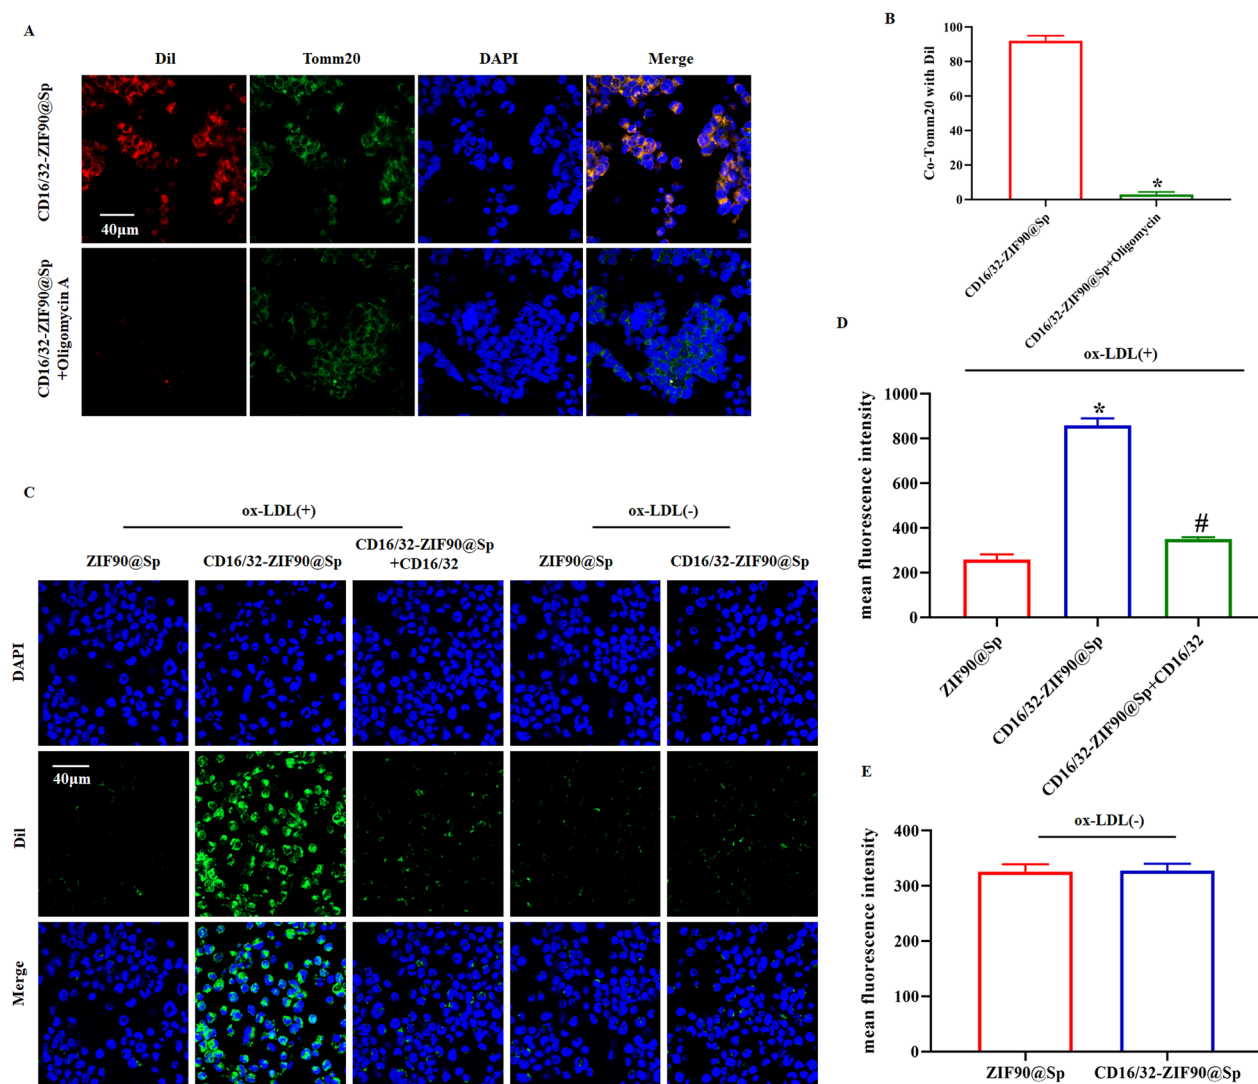 A
Dil
Tomm20
DAPI
Merge
CD16/32-ZIF90@Sp
40μm
CD16/32-ZIF90@Sp
+Oligomycin A
B
Co-Tomm20 with Dil
100
80
60
40
20
0
*
CD16/32-ZIF90@Sp
CD16/32-ZIF90@Sp+Oligomycin
C
ox-LDL(+)
ox-LDL(-)
ZIF90@Sp
CD16/32-ZIF90@Sp
CD16/32-ZIF90@Sp
+CD16/32
ZIF90@Sp
CD16/32-ZIF90@Sp
DAPI
Dil
40μm
Merge
D
ox-LDL(+)
mean fluorescence intensity
1000
800
600
400
200
0
*
#
ZIF90@Sp
CD16/32-ZIF90@Sp
CD16/32-ZIF90@Sp+CD16/32
E
ox-LDL(-)
mean fluorescence intensity
400
300
200
100
0
ZIF90@Sp
CD16/32-ZIF90@Sp